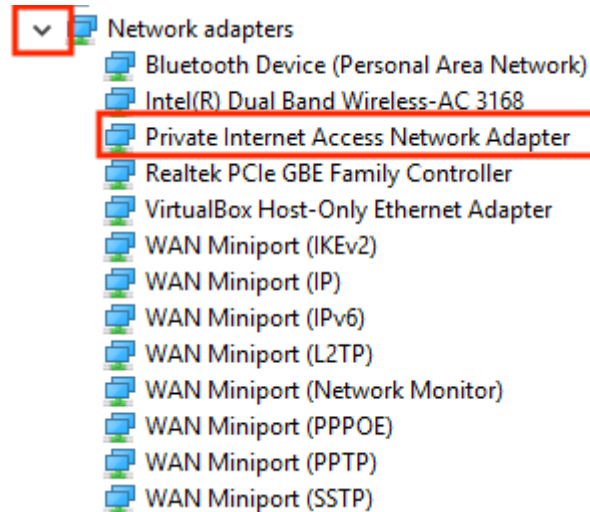 Network adapters
Bluetooth Device (Personal Area Network)
Intel(R) Dual Band Wireless-AC 3168
Private Internet Access Network Adapter
Realtek PCIe GBE Family Controller
VirtualBox Host-Only Ethernet Adapter
WAN Miniport (IKEv2)
WAN Miniport (IP)
WAN Miniport (IPv6)
WAN Miniport (L2TP)
WAN Miniport (Network Monitor)
WAN Miniport (PPPOE)
WAN Miniport (PPTP)
WAN Miniport (SSTP)